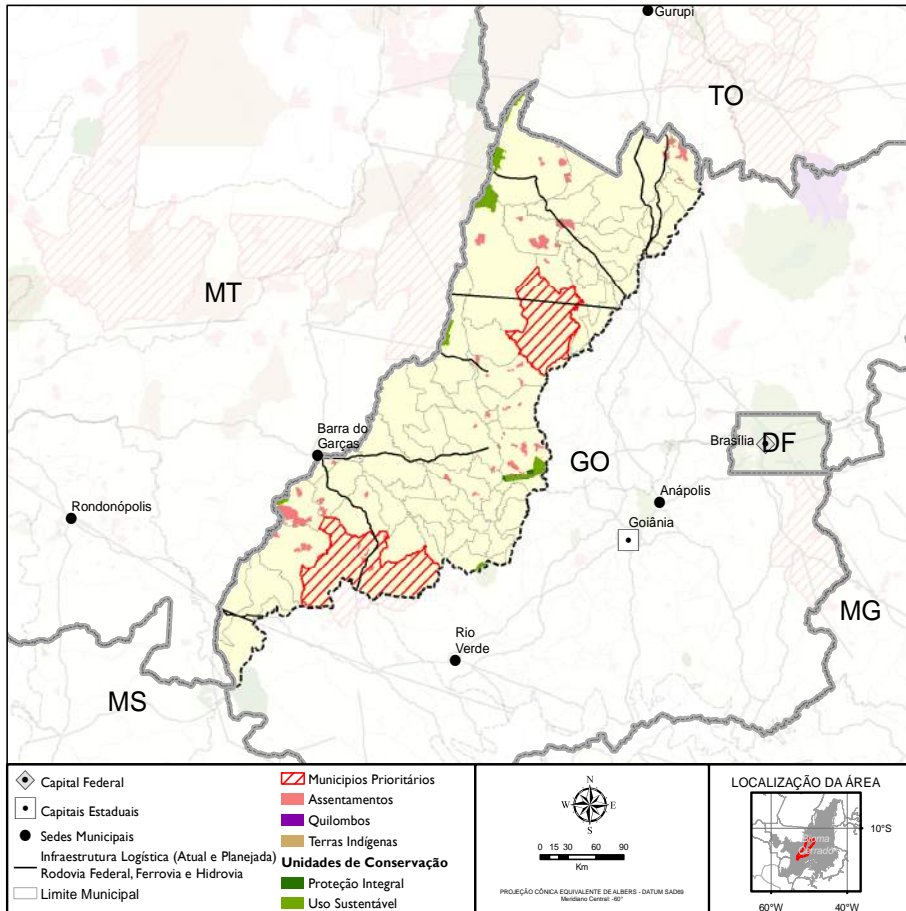 Gurupi
TO
MT
Barra do
Garças
GO
Brasília
DF
Rondonópolis
Anápolis
Goiânia
MG
Rio
Verde
MS
Capital Federal
Capitais Estaduais
Sedes Municipais
Infraestrutura Logística (Atual e Planejada)
Rodovia Federal, Ferrovia e Hidrovia
Limite Municipal
Municipios Prioritários
Assentamentos
Quilombos
Terras Indígenas
Unidades de Conservação
Proteção Integral
Uso Sustentável
N
W E
S
0 15 30 60 90
Km
PROJEÇÃO CÔNICA EQUIVALENTE DE ALBERS - DATUM SAD69
Meridiano Central: -60°
LOCALIZAÇÃO DA ÁREA
10°S
Bioma
Cerrado
60°W 40°W